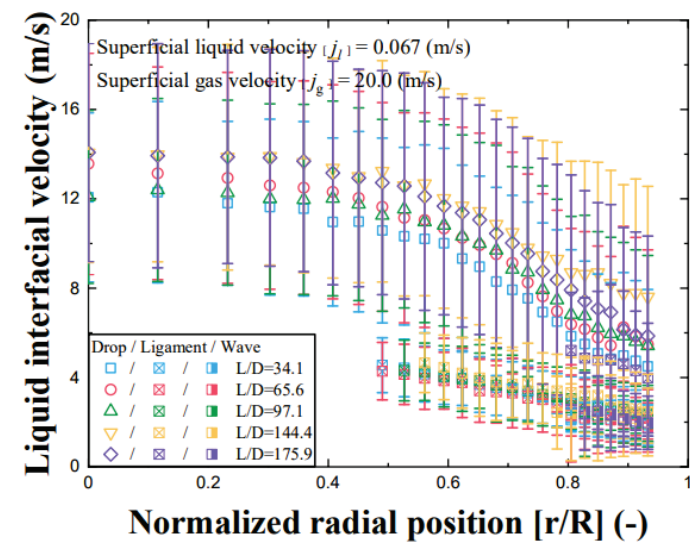 Liquid interfacial velocity (m/s)
20
16
12
8
4
0
Superficial liquid velocity [ j_l ] = 0.067 (m/s)
Superficial gas velocity [ j_g ] = 20.0 (m/s)
Drop / Ligament / Wave
/ / L/D=34.1
/ / L/D=65.6
/ / L/D=97.1
/ / L/D=144.4
/ / L/D=175.9
0 0.2 0.4 0.6 0.8 1
Normalized radial position [r/R] (-)